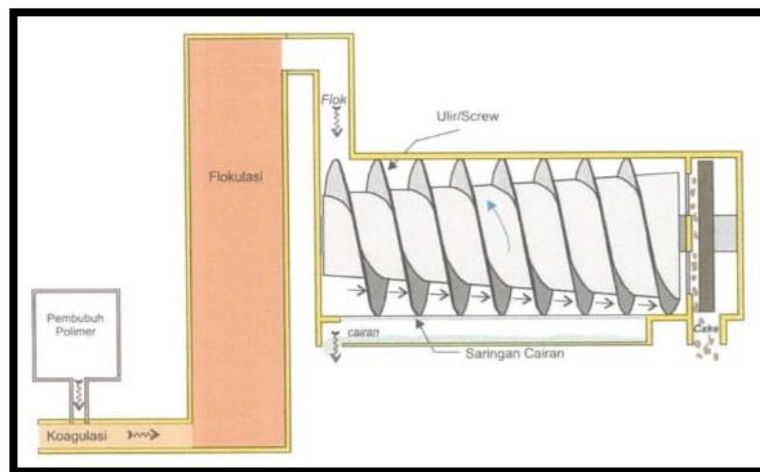 Flok
Ulir/Screw
Flokulasi
Pembubuh
Polimer
cairan
Saringan Cairan
Cake
Koagulasi